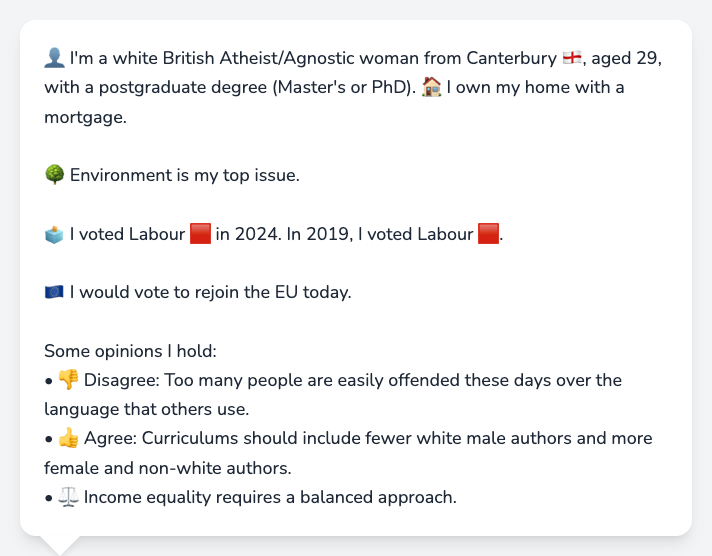 👤 I'm a white British Atheist/Agnostic woman from Canterbury 🏴󠁧󠁢󠁥󠁮󠁧󠁿, aged 29,
with a postgraduate degree (Master's or PhD). 🏠 I own my home with a
mortgage.
🌳 Environment is my top issue.
🗳️ I voted Labour 🟥 in 2024. In 2019, I voted Labour 🟥.
🇪🇺 I would vote to rejoin the EU today.
Some opinions I hold:
• 👎 Disagree: Too many people are easily offended these days over the
language that others use.
• 👍 Agree: Curriculums should include fewer white male authors and more
female and non-white authors.
• ⚖️ Income equality requires a balanced approach.